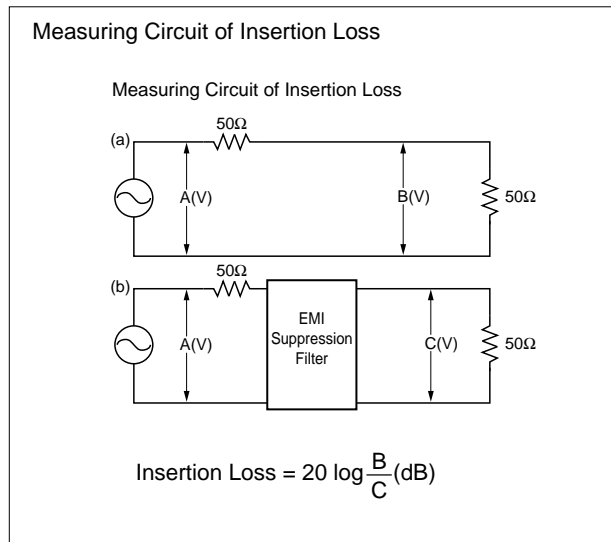 Measuring Circuit of Insertion Loss
Measuring Circuit of Insertion Loss
(a)
50Ω
A(V)
B(V)
50Ω
(b)
50Ω
A(V)
EMI
Suppression
Filter
C(V)
50Ω
Insertion Loss = 20 log B/C (dB)